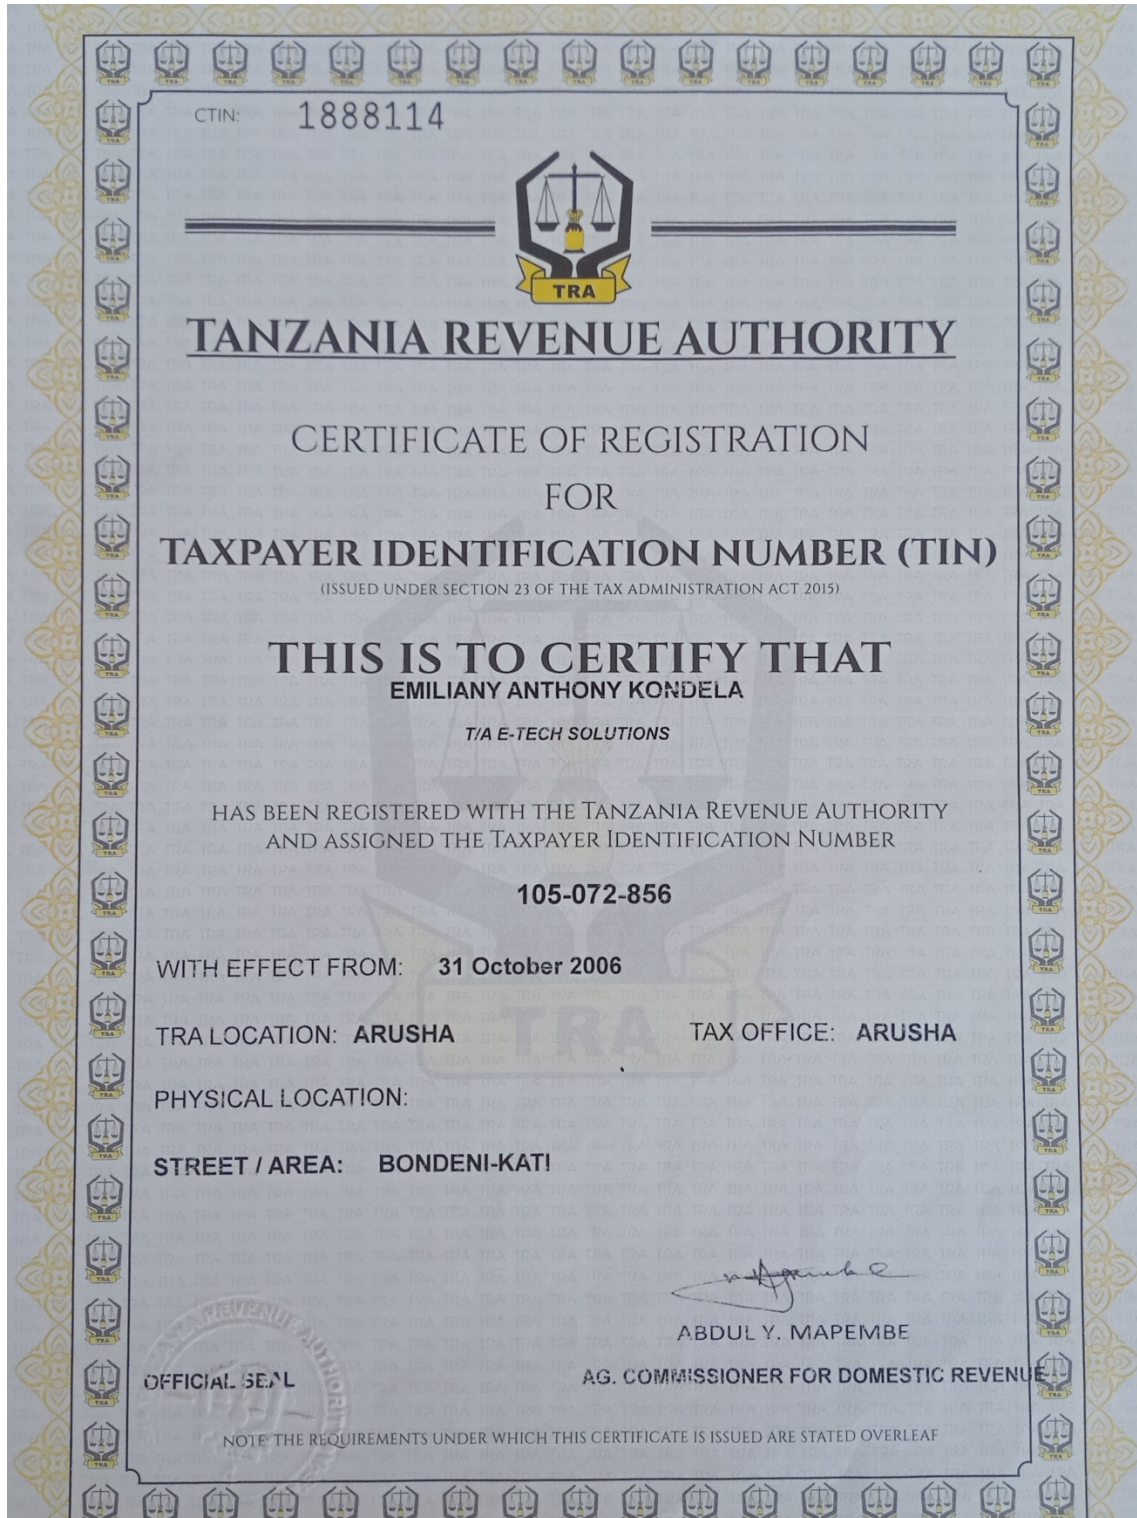 CTIN: 1888114
TRA
TANZANIA REVENUE AUTHORITY
CERTIFICATE OF REGISTRATION
FOR
TAXPAYER IDENTIFICATION NUMBER (TIN)
(ISSUED UNDER SECTION 23 OF THE TAX ADMINISTRATION ACT 2015)
THIS IS TO CERTIFY THAT
EMILIANY ANTHONY KONDELA
T/A E-TECH SOLUTIONS
HAS BEEN REGISTERED WITH THE TANZANIA REVENUE AUTHORITY
AND ASSIGNED THE TAXPAYER IDENTIFICATION NUMBER
105-072-856
WITH EFFECT FROM: 31 October 2006
TRA LOCATION: ARUSHA TAX OFFICE: ARUSHA
TRA
PHYSICAL LOCATION:
STREET / AREA: BONDENI-KATI
ABDUL Y. MAPEMBE
OFFICIAL SEAL AG. COMMISSIONER FOR DOMESTIC REVENUE
NOTE THE REQUIREMENTS UNDER WHICH THIS CERTIFICATE IS ISSUED ARE STATED OVERLEAF